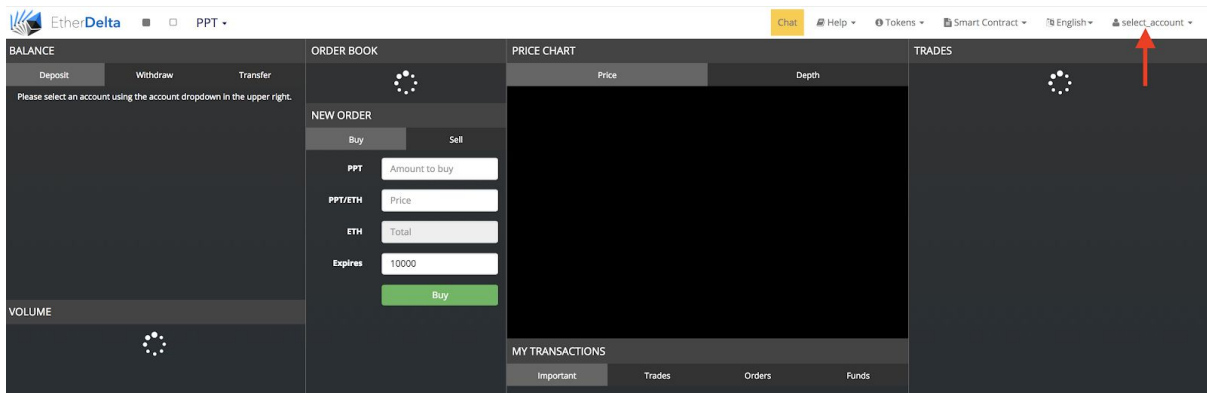 EtherDelta PPT Chat Help Tokens Smart Contract English select_account
BALANCE
Deposit Withdraw Transfer
Please select an account using the account dropdown in the upper right.
VOLUME
ORDER BOOK
NEW ORDER
Buy Sell
PPT Amount to buy
PPT/ETH Price
ETH Total
Expires 10000
Buy
PRICE CHART
Price Depth
MY TRANSACTIONS
Important Trades Orders Funds
TRADES